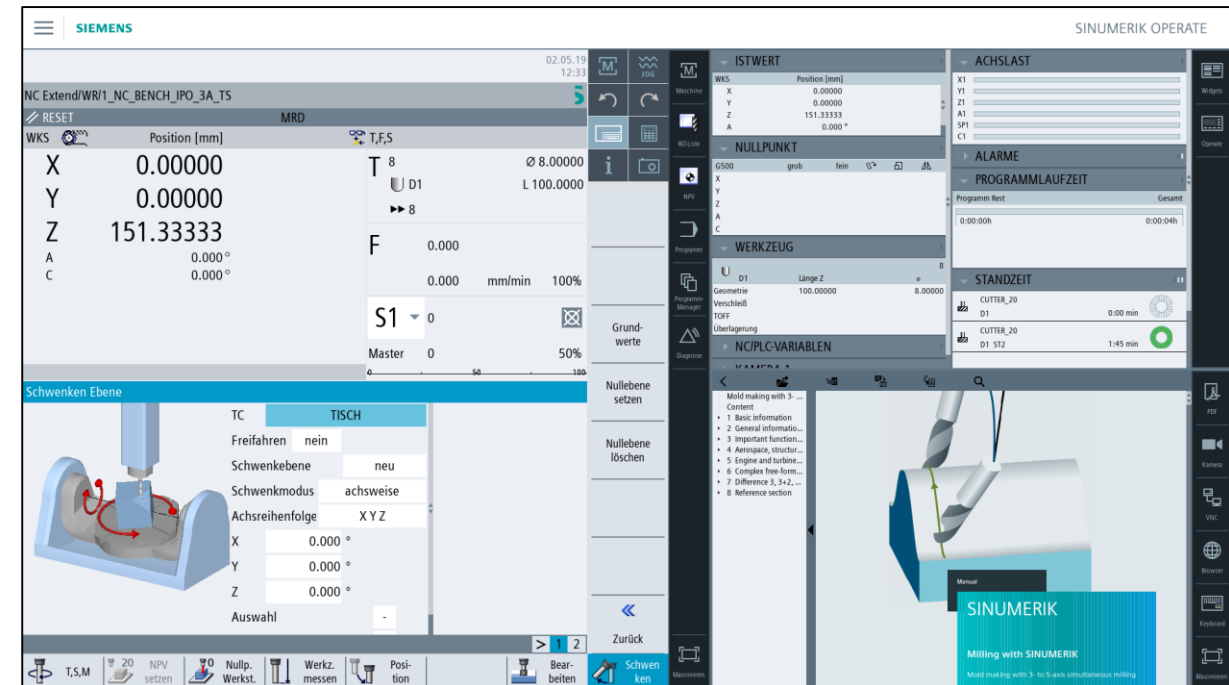 SIEMENS
SINUMERIK OPERATE
02.05.19
12:33
NC Extend/WR/1_NC_BENCH_IPO_3A_TS
RESET
MRD
WKS Position [mm]
T,F,S
X 0.00000
Y 0.00000
Z 151.33333
A 0.000 °
C 0.000 °
T 8 Ø 8.00000
D1 L 100.0000
8
F 0.000
0.000 mm/min 100%
S1 0
Master 0 50%
0 50 100
Schwenken Ebene
TC TISCH
Freifahren nein
Schwenkebene neu
Schwenkmodus achsweise
Achsreihenfolge X Y Z
X 0.000 °
Y 0.000 °
Z 0.000 °
Auswahl -
> 1 2
T,S,M
NPV
setzen
Nullp.
Werkst.
Werkz.
messen
Posi-
tion
Bear-
beiten
Schwen
ken
M
JOG
i
Grund-
werte
Nullebene
setzen
Nullebene
löschen
«
Zurück
M
Maschine
WZ Liste
NPV
Programm
Programm-
Manager
Diagnose
Maximieren
ISTWERT
WKS Position [mm]
X 0.00000
Y 0.00000
Z 151.33333
A 0.000 °
NULLPUNKT
G500 grob fein
X
Y
Z
A
C
WERKZEUG
8
D1 Länge Z ø
Geometrie 100.00000 8.00000
Verschleiß
TOFF
Überlagerung
NC/PLC-VARIABLEN
KAMERA 1
ACHSLAST
X1
Y1
Z1
A1
SP1
C1
ALARME
PROGRAMMLAUFZEIT
Programm Rest Gesamt
0:00:00h 0:00:04h
STANDZEIT
CUTTER_20
D1 0:00 min
CUTTER_20
D1 ST2 1:45 min
Mold making with 3- ...
Content
1 Basic information
2 General informatio...
3 Important function...
4 Aerospace, structur...
5 Engine and turbine...
6 Complex free-form...
7 Difference 3, 3+2, ...
8 Reference section
Manual
SINUMERIK
Milling with SINUMERIK
Mold making with 3- to 5-axis simultaneous milling
Widgets
Operate
PDF
Kamera
VNC
Browser
Keyboard
Maximieren